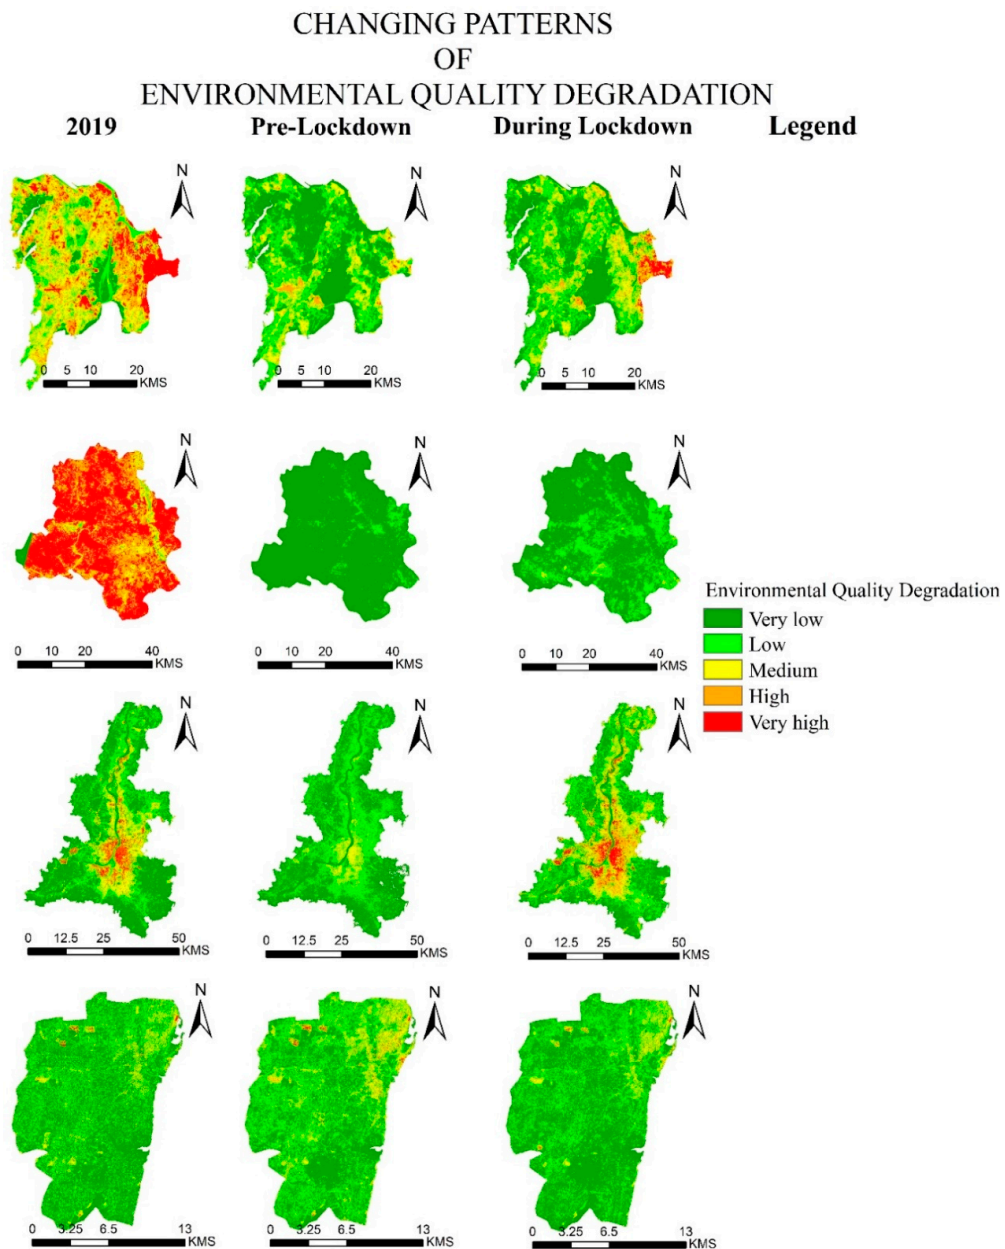 CHANGING PATTERNS
OF
ENVIRONMENTAL QUALITY DEGRADATION
2019 Pre-Lockdown During Lockdown Legend
N N N
0 5 10 20 KMS 0 5 10 20 KMS 0 5 10 20 KMS
N N N
0 10 20 40 KMS 0 10 20 40 KMS 0 10 20 40 KMS
Environmental Quality Degradation
Very low
Low
Medium
High
Very high
N N N
0 12.5 25 50 KMS 0 12.5 25 50 KMS 0 12.5 25 50 KMS
N N N
0 3.25 6.5 13 KMS 0 3.25 6.5 13 KMS 0 3.25 6.5 13 KMS